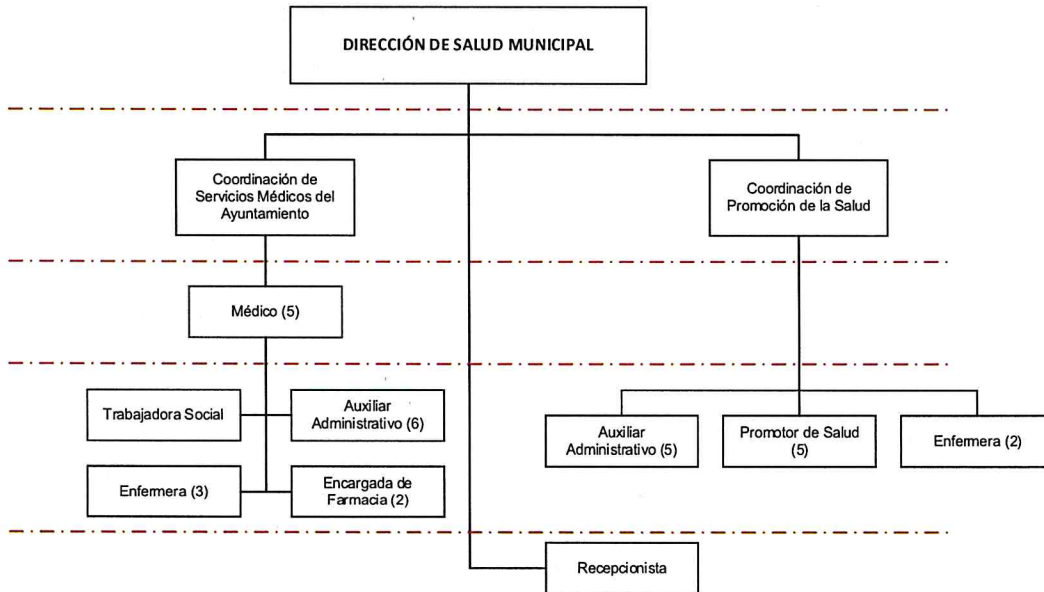 DIRECCIÓN DE SALUD MUNICIPAL
Coordinación de
Servicios Médicos del
Ayuntamiento
Coordinación de
Promoción de la Salud
Médico (5)
Trabajadora Social
Auxiliar
Administrativo (6)
Enfermera (3)
Encargada de
Farmacia (2)
Auxiliar
Administrativo (5)
Promotor de Salud
(5)
Enfermera (2)
Recepcionista